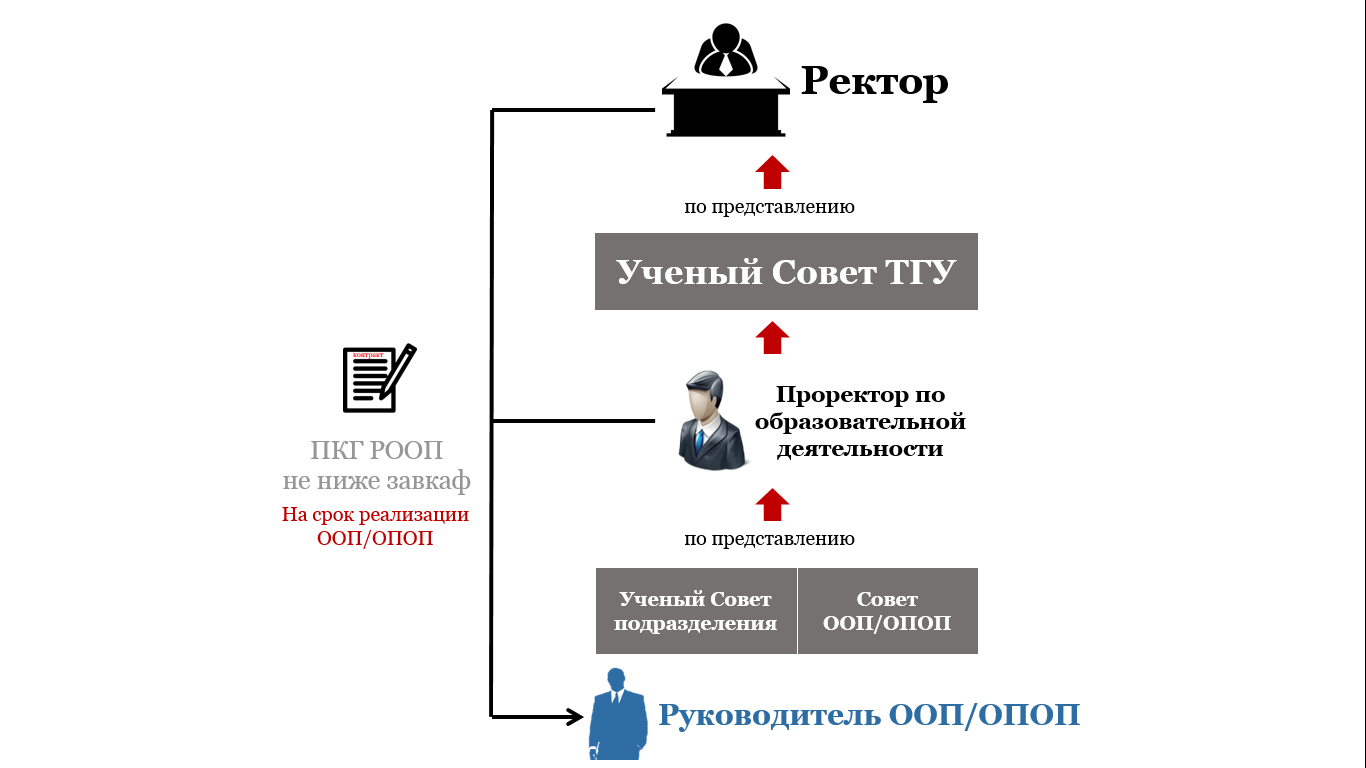 Ректор
по представлению
Ученый Совет ТГУ
контракт
Проректор по
образовательной
деятельности
ПКГ РООП
не ниже завкаф
На срок реализации
ООП/ОПОП
по представлению
Ученый Совет
подразделения
Совет
ООП/ОПОП
Руководитель ООП/ОПОП